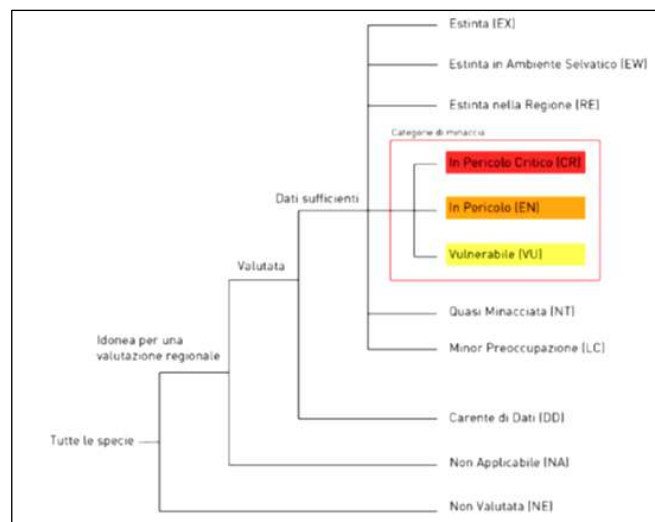 Estinta (EX)
Estinta in Ambiente Selvatico (EW)
Estinta nella Regione (RE)
Categorie di minaccia
In Pericolo Critico (CR)
Dati sufficienti
In Pericolo (EN)
Vulnerabile (VU)
Valutata
Quasi Minacciata (NT)
Idonea per una
valutazione regionale
Minor Preoccupazione (LC)
Carente di Dati (DD)
Tutte le specie
Non Applicabile (NA)
Non Valutata (NE)